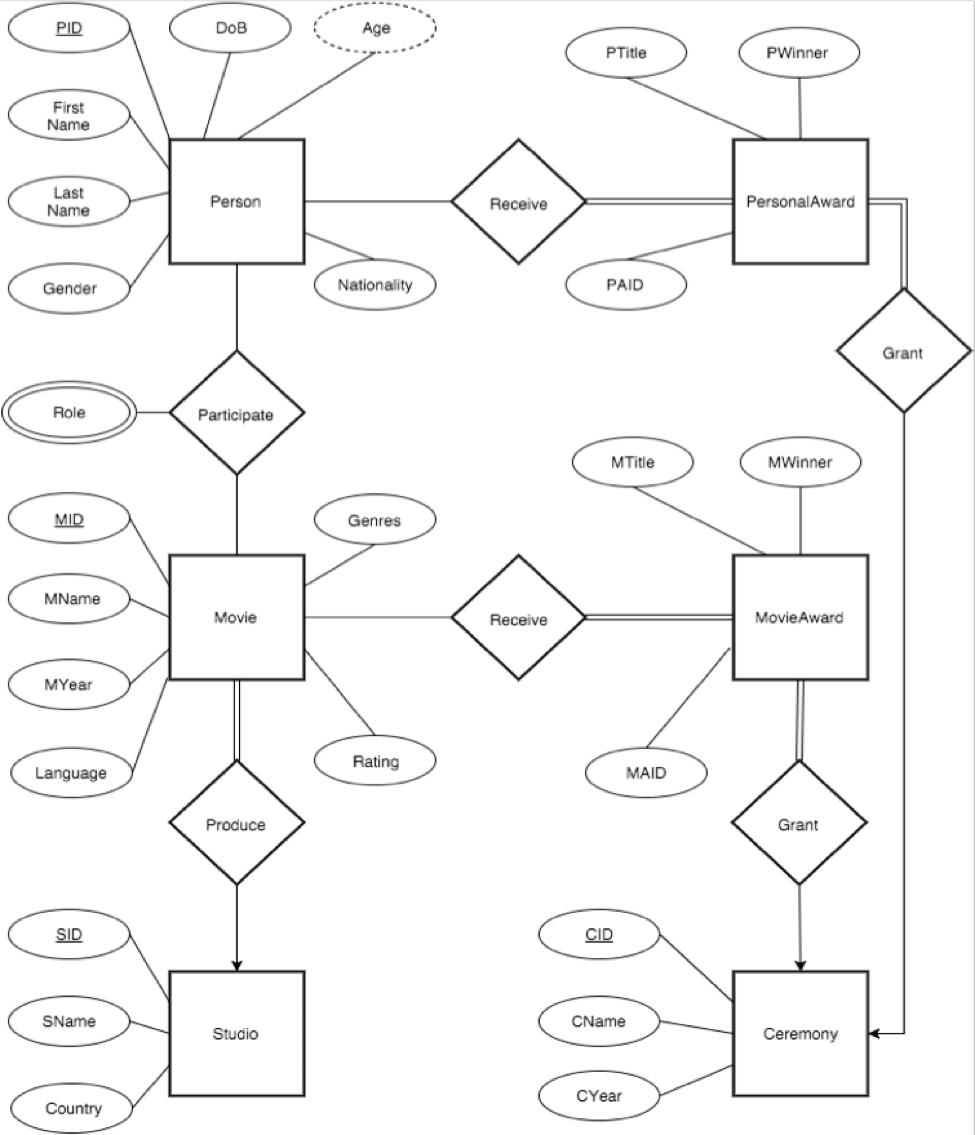 PID
DoB
Age
PTitle
PWinner
First
Name
Person
Receive
PersonalAward
Last
Name
Gender
Nationality
PAID
Grant
Role
Participate
MTitle
MWinner
MID
Genres
MName
Movie
Receive
MovieAward
MYear
Language
Rating
MAID
Produce
Grant
SID
CID
SName
Studio
CName
Ceremony
Country
CYear